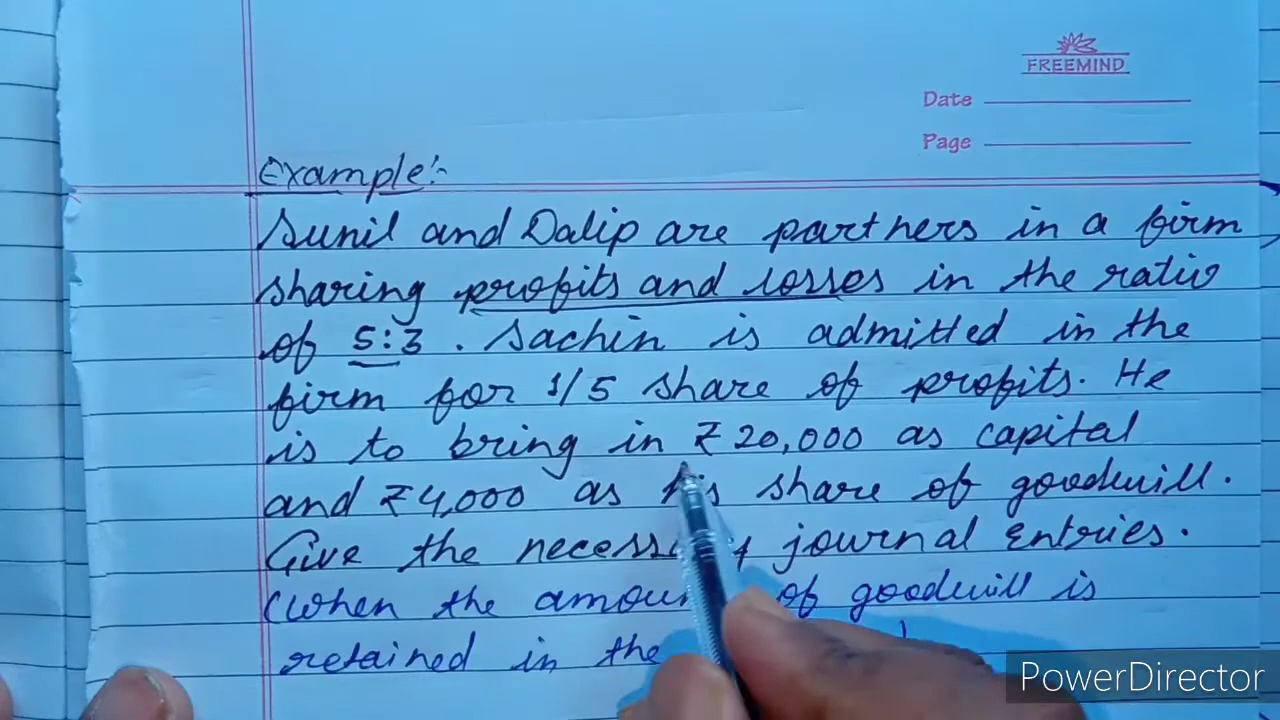 FREEMIND
Date
Page
Example:-
Sunil and Dalip are partners in a firm
sharing profits and losses in the ratio
of 5:3. Sachin is admitted in the
firm for 1/5 share of profits. He
is to bring in ₹20,000 as capital
and ₹4,000 as his share of goodwill.
Give the necessary journal entries.
(When the amount of goodwill is
retained in the
PowerDirector